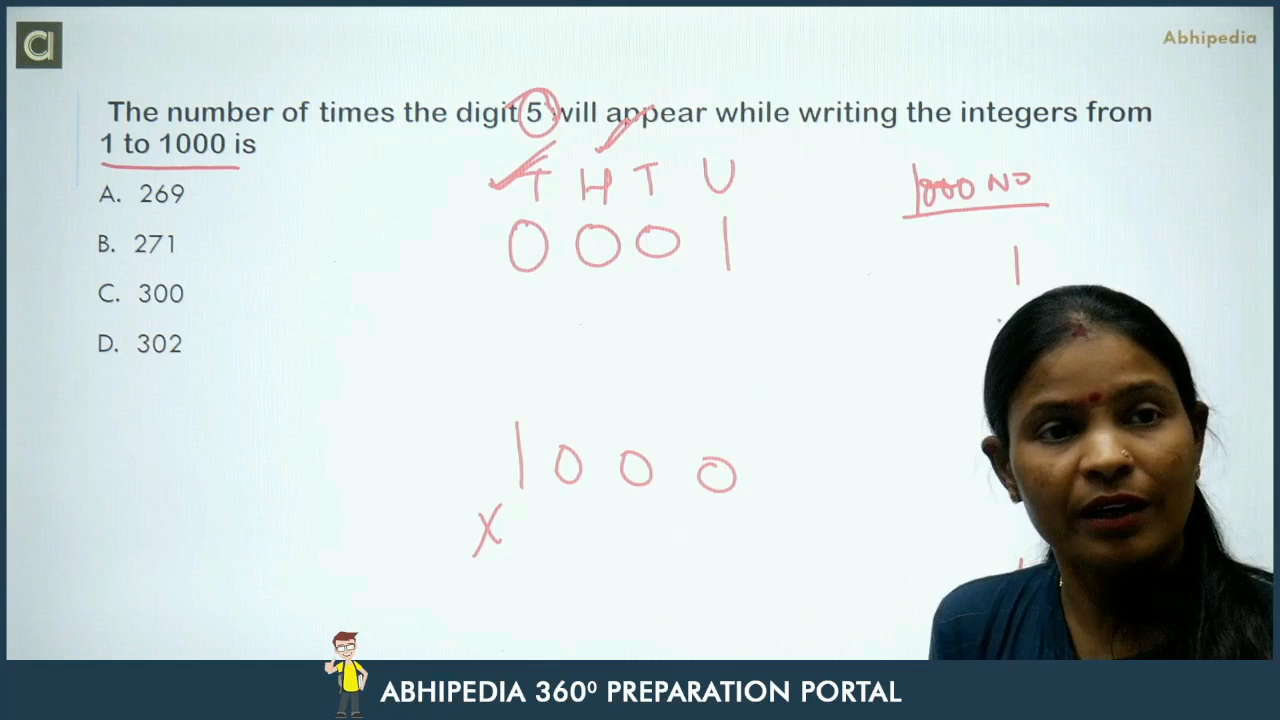 Abhipedia
The number of times the digit 5 will appear while writing the integers from
1 to 1000 is
A. 269
B. 271
C. 300
D. 302
T H T U
0 0 0 1
1000 NO
1
1 0 0 0
X
ABHIPEDIA 360⁰ PREPARATION PORTAL